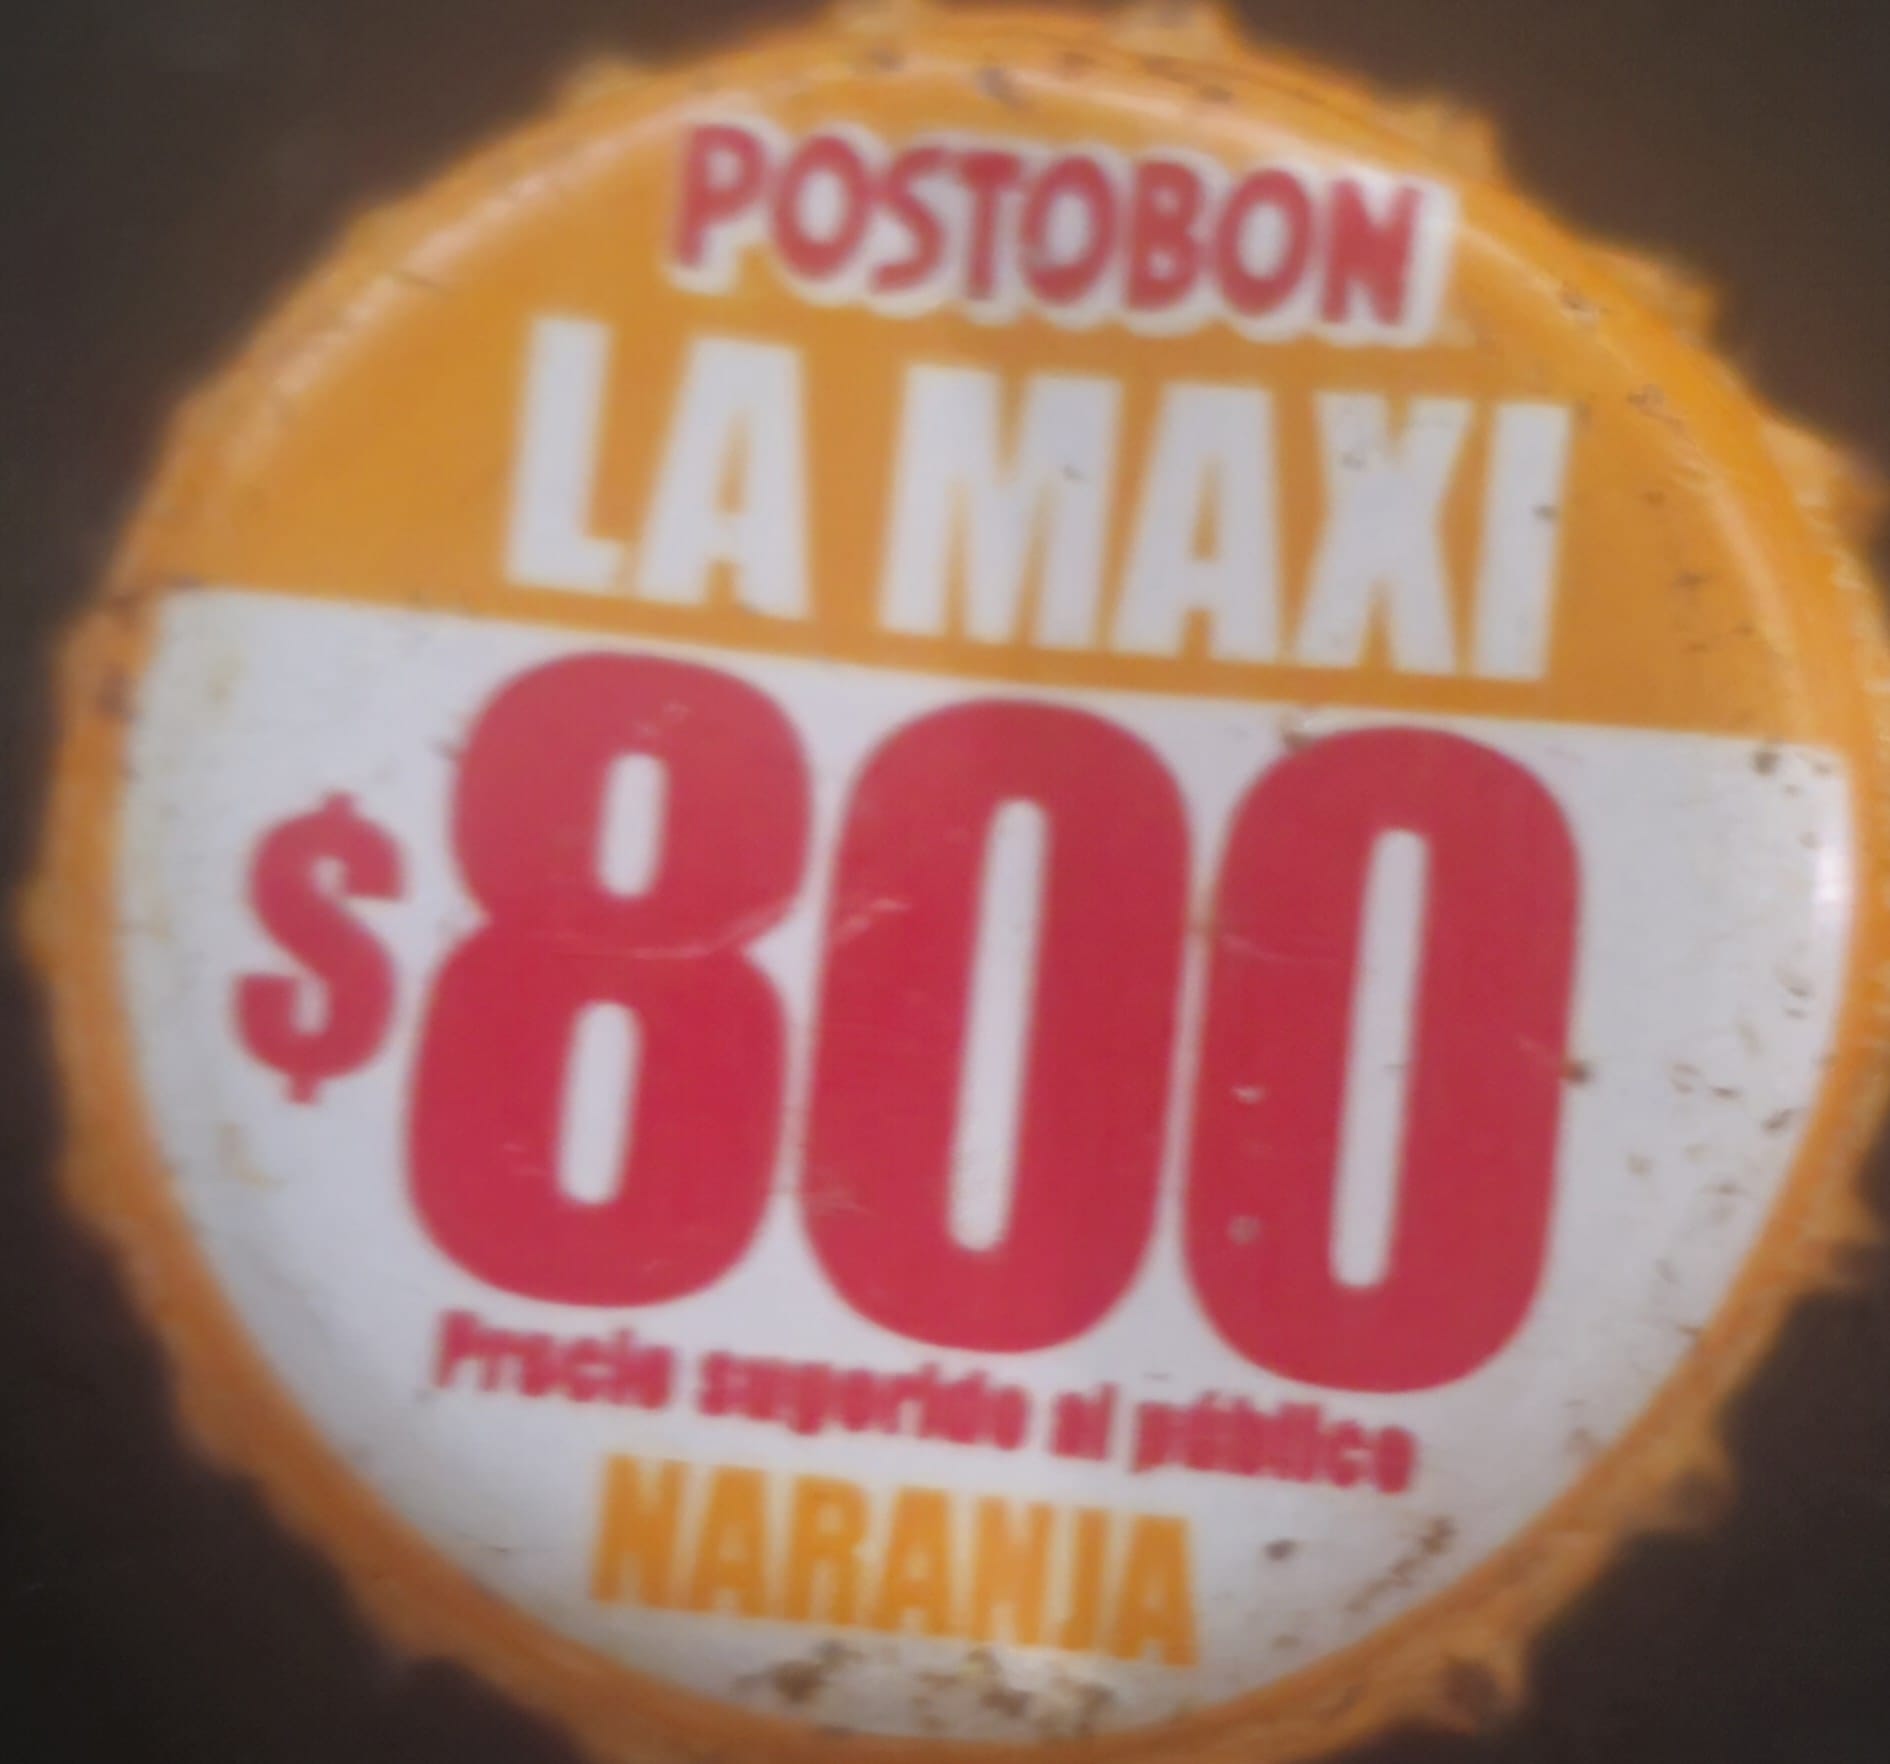 POSTOBON
LA MAXI
$800
Precio sugerido al público
NARANJA